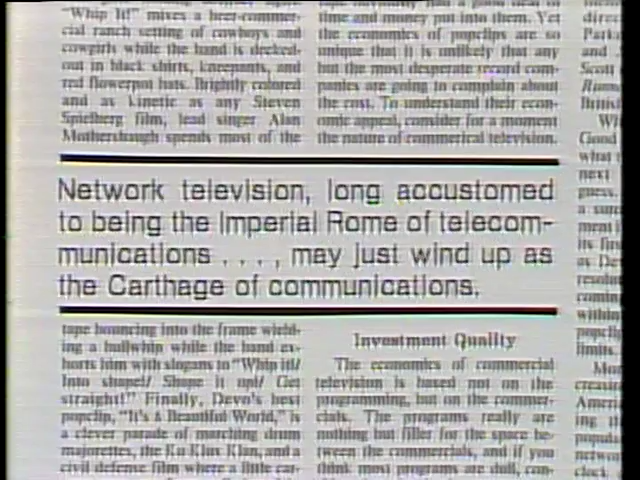 "Whip It!" mixes a beer-commer-
cial ranch setting of cowboys and
cowgirls while the band is decked-
out in black shirts, kneepants, and
red flowerpot hats. Brightly colored
and as kinetic as any Steven
Spielberg film, lead singer Alan
Mothersbaugh spends most of the
time and money put into them. Yet
the economics of popclips are so
unique that it is unlikely that any
but the most desperate record com-
panies are going to complain about
the cost. To understand their econ-
omic appeal, consider for a moment
the nature of commerical television.
Network television, long accustomed
to being the Imperial Rome of telecom-
munications . . . . , may just wind up as
the Carthage of communications.
tape bouncing into the frame wield-
ing a bullwhip while the band ex-
horts him with slogans to "Whip it!/
Into shape!/ Shape it up!/ Get
straight!" Finally, Devo's best
popclip, "It's A Beautiful World," is
a clever parade of marching drum
majorettes, the Ku Klux Klan, and a
civil defense film where a little car-
Investment Quality
The economics of commercial
television is based not on the
programming, but on the commer-
cials. The programs really are
nothing but filler for the space be-
tween the commercials, and if you
think most programs are dull, con-